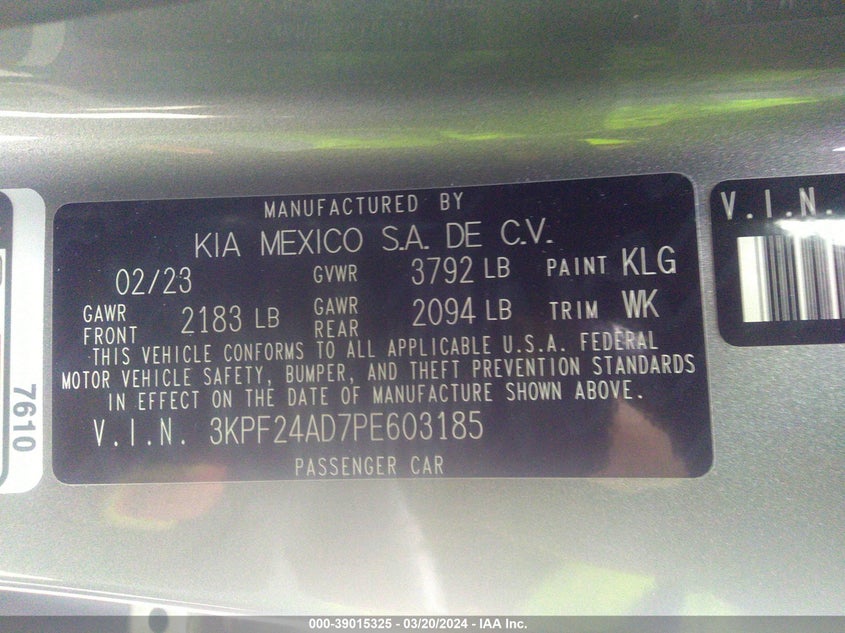 MANUFACTURED BY
KIA MEXICO S.A. DE C.V.
02/23 GVWR 3792 LB PAINT KLG
GAWR FRONT 2183 LB GAWR REAR 2094 LB TRIM WK
THIS VEHICLE CONFORMS TO ALL APPLICABLE U.S.A. FEDERAL
MOTOR VEHICLE SAFETY, BUMPER, AND THEFT PREVENTION STANDARDS
IN EFFECT ON THE DATE OF MANUFACTURE SHOWN ABOVE.
V.I.N. 3KPF24AD7PE603185
PASSENGER CAR
V.I.N.
7610
000-39015325 - 03/20/2024 - IAA Inc.